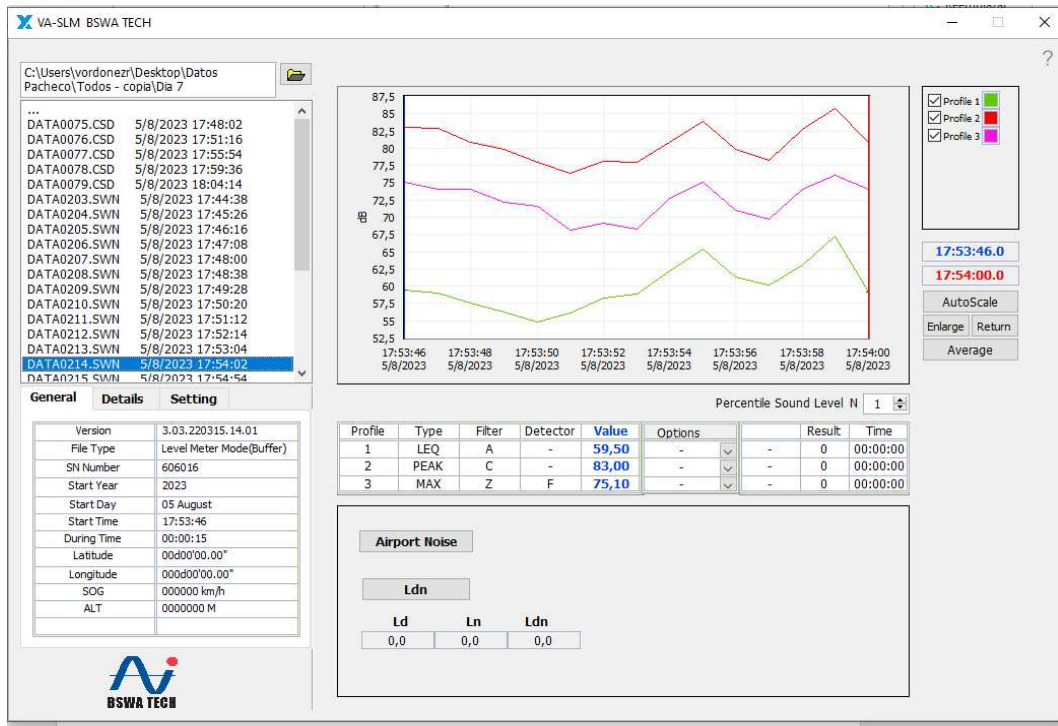 VA-SLM BSWA TECH
?
C:\Users\vordonezr\Desktop\Datos
Pacheco\Todos - copia\Dia 7
...
DATA0075.CSD 5/8/2023 17:48:02
DATA0076.CSD 5/8/2023 17:51:16
DATA0077.CSD 5/8/2023 17:55:54
DATA0078.CSD 5/8/2023 17:59:36
DATA0079.CSD 5/8/2023 18:04:14
DATA0203.SWN 5/8/2023 17:44:38
DATA0204.SWN 5/8/2023 17:45:26
DATA0205.SWN 5/8/2023 17:46:16
DATA0206.SWN 5/8/2023 17:47:08
DATA0207.SWN 5/8/2023 17:48:00
DATA0208.SWN 5/8/2023 17:48:38
DATA0209.SWN 5/8/2023 17:49:28
DATA0210.SWN 5/8/2023 17:50:20
DATA0211.SWN 5/8/2023 17:51:12
DATA0212.SWN 5/8/2023 17:52:14
DATA0213.SWN 5/8/2023 17:53:04
DATA0214.SWN 5/8/2023 17:54:02
DATA0215.SWN 5/8/2023 17:54:54
General Details Setting
Version 3.03.220315.14.01
File Type Level Meter Mode(Buffer)
SN Number 606016
Start Year 2023
Start Day 05 August
Start Time 17:53:46
During Time 00:00:15
Latitude 00d00'00.00"
Longitude 000d00'00.00"
SOG 000000 km/h
ALT 0000000 M
BSWA TECH
87,5
85
82,5
80
77,5
75
72,5
70
67,5
65
62,5
60
57,5
55
52,5
dB
17:53:46 17:53:48 17:53:50 17:53:52 17:53:54 17:53:56 17:53:58 17:54:00
5/8/2023 5/8/2023 5/8/2023 5/8/2023 5/8/2023 5/8/2023 5/8/2023 5/8/2023
Profile 1
Profile 2
Profile 3
17:53:46.0
17:54:00.0
AutoScale
Enlarge Return
Average
Percentile Sound Level N 1
Profile Type Filter Detector Value Options Result Time
1 LEQ A - 59,50 - - 0 00:00:00
2 PEAK C - 83,00 - - 0 00:00:00
3 MAX Z F 75,10 - - 0 00:00:00
Airport Noise
Ldn
Ld Ln Ldn
0,0 0,0 0,0